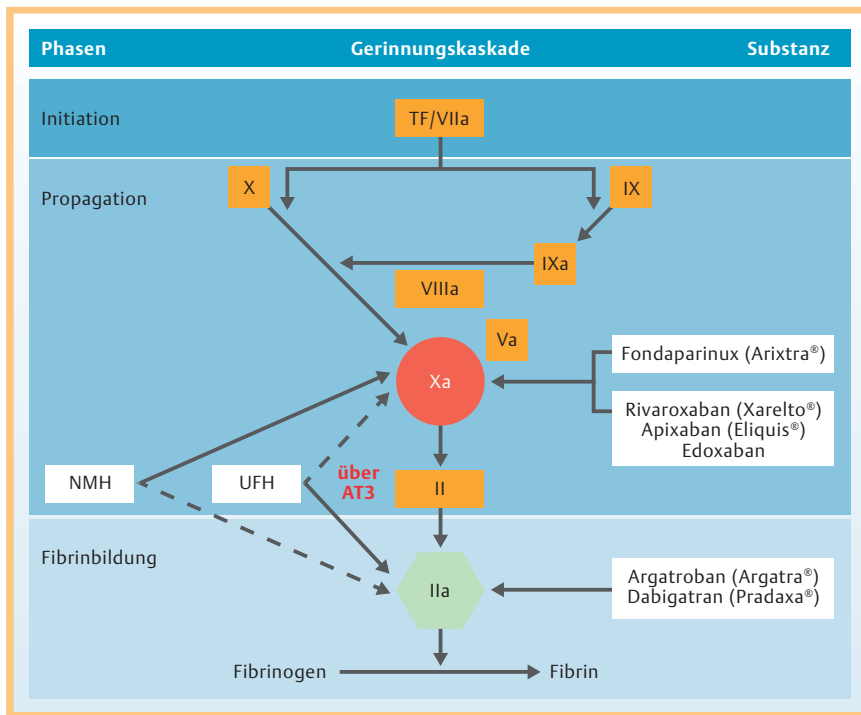 Phasen Gerinnungskaskade Substanz
Initiation
TF/VIIa
Propagation
X
IX
IXa
VIIIa
Va
Xa
Fondaparinux (Arixtra®)
Rivaroxaban (Xarelto®)
Apixaban (Eliquis®)
Edoxaban
NMH
UFH
über
AT3
II
Fibrinbildung
IIa
Argatroban (Argatra®)
Dabigatran (Pradaxa®)
Fibrinogen
Fibrin